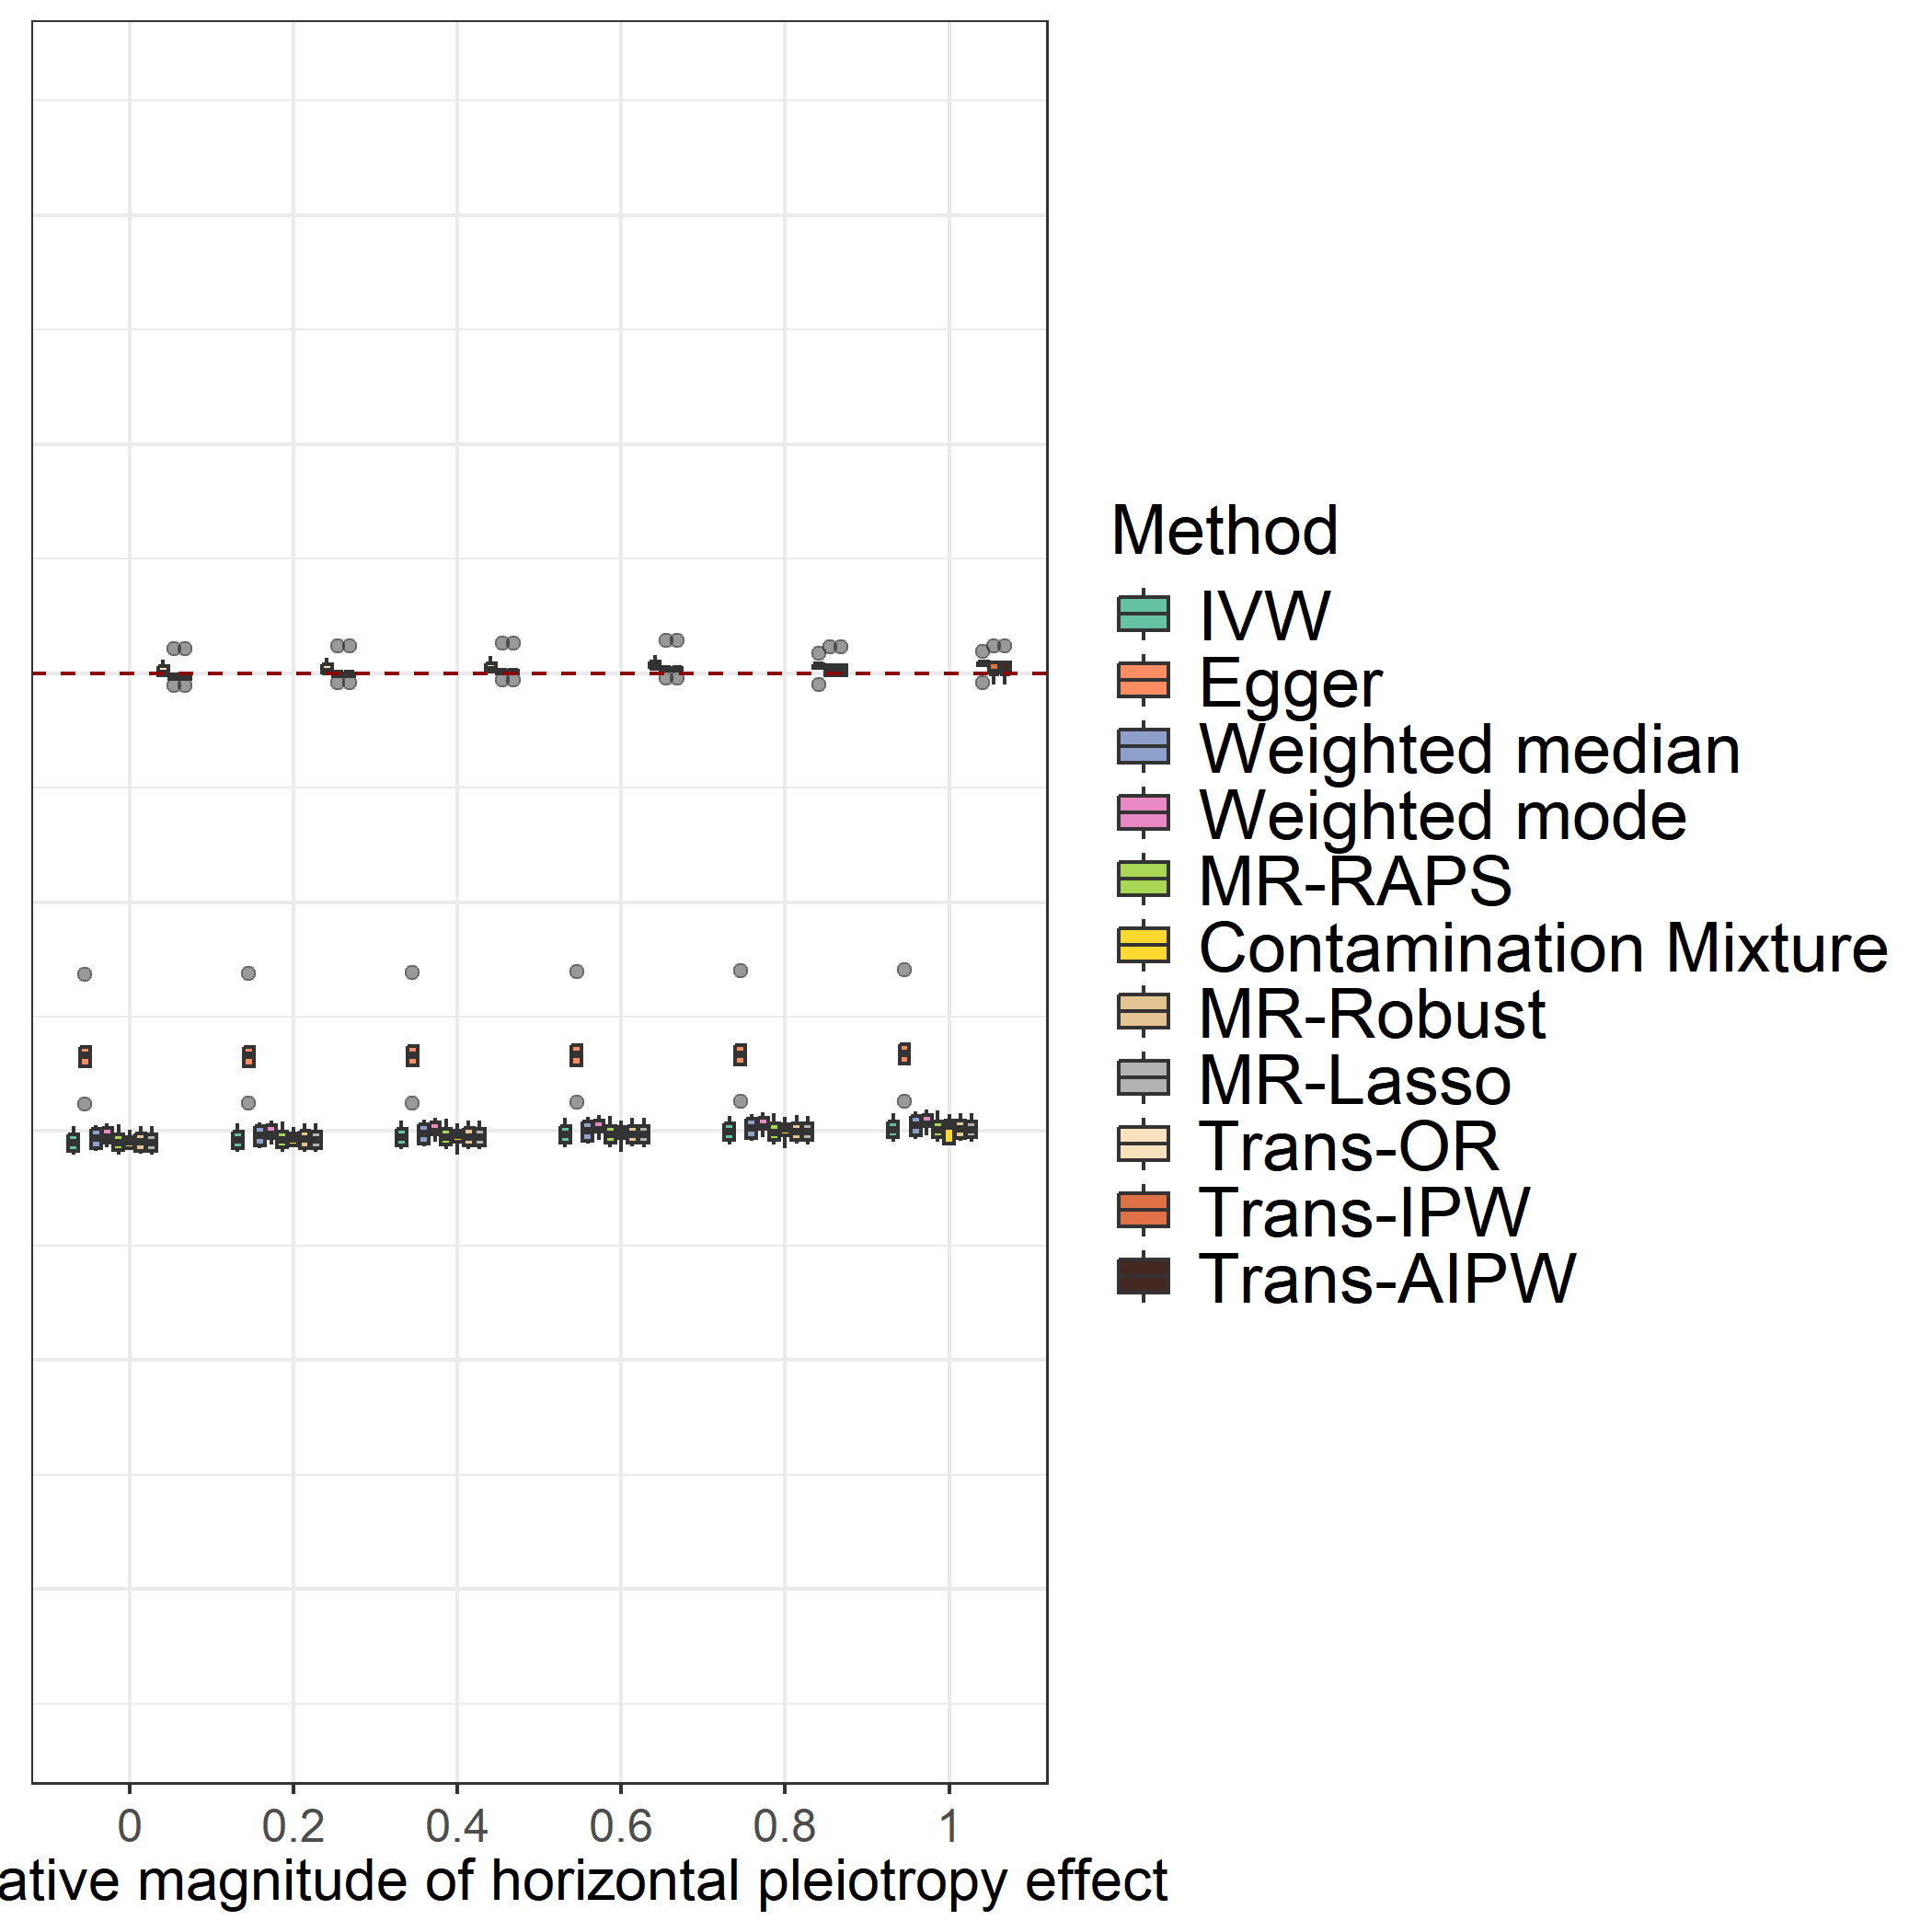 Method
IVW
Egger
Weighted median
Weighted mode
MR-RAPS
Contamination Mixture
MR-Robust
MR-Lasso
Trans-OR
Trans-IPW
Trans-AIPW
0 0.2 0.4 0.6 0.8 1
ative magnitude of horizontal pleiotropy effect